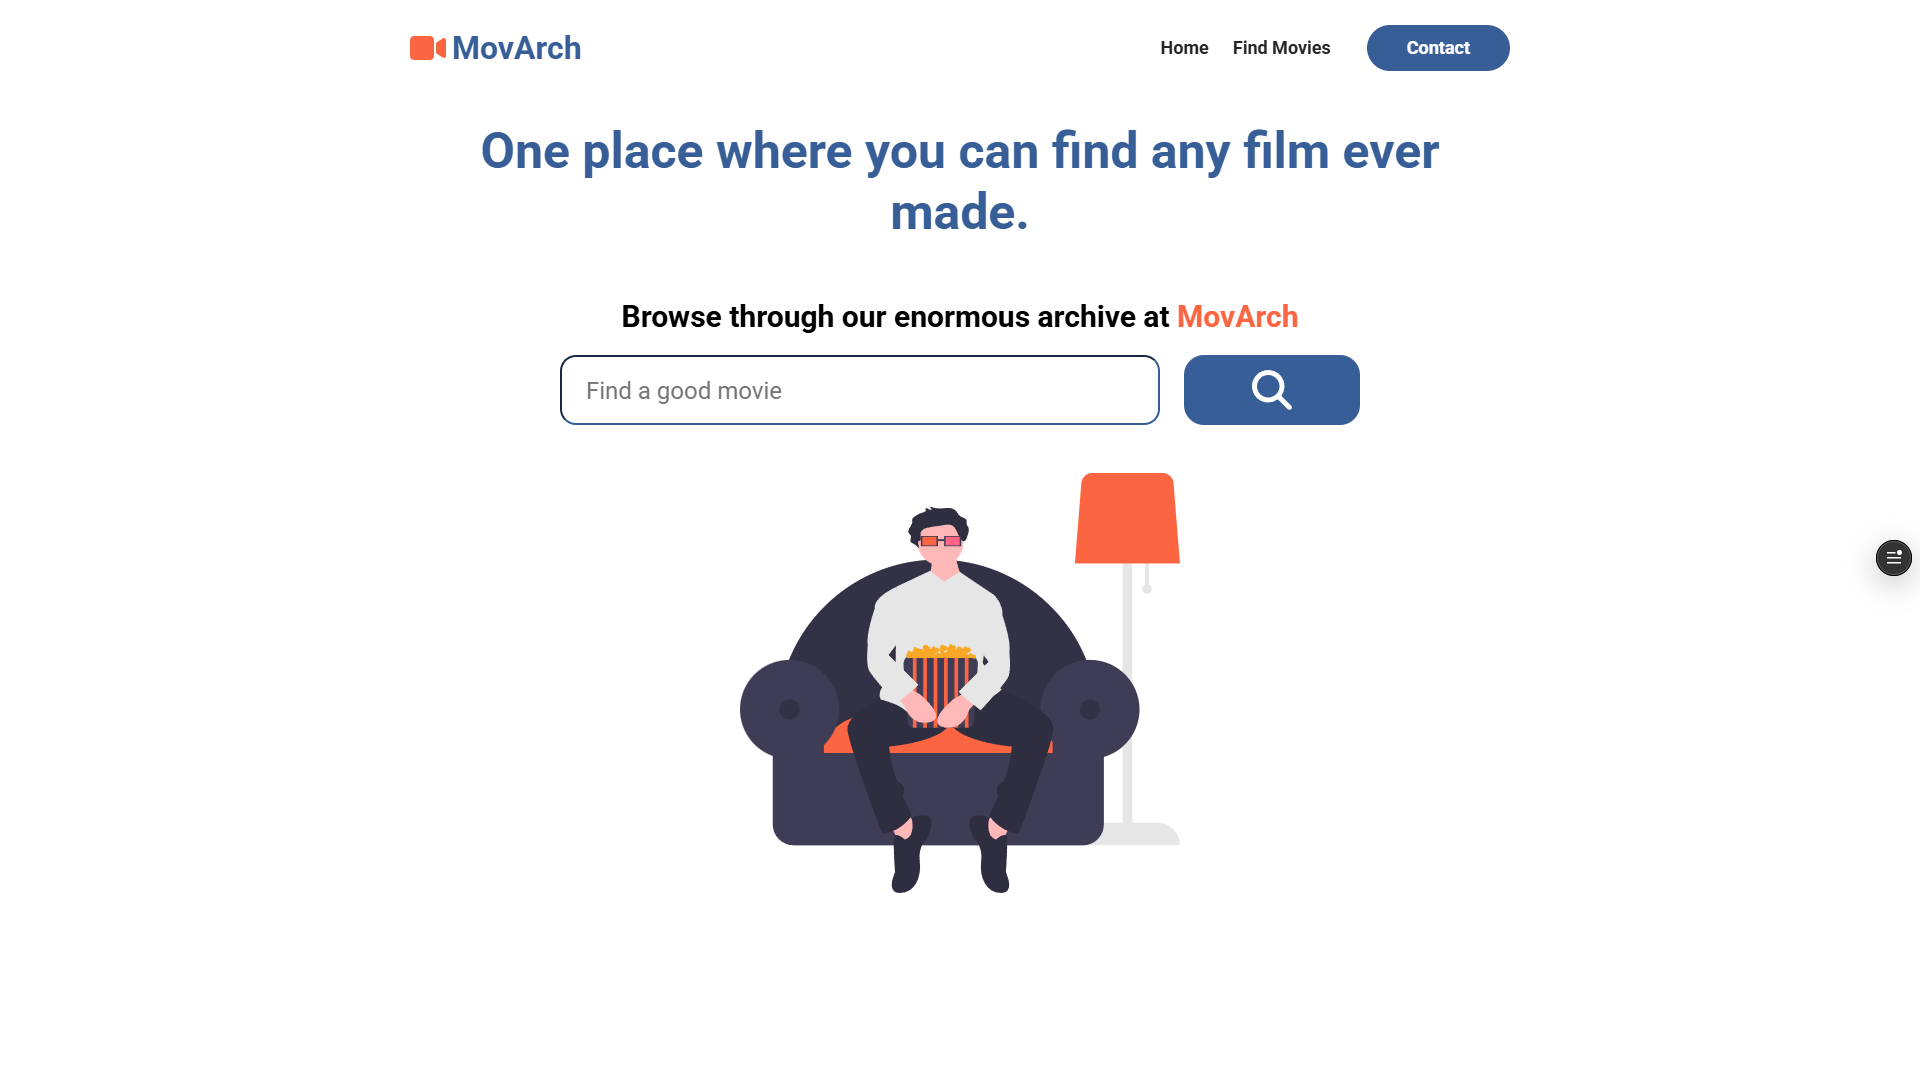 MovArch
Home
Find Movies
Contact
One place where you can find any film ever
made.
Browse through our enormous archive at MovArch
Find a good movie